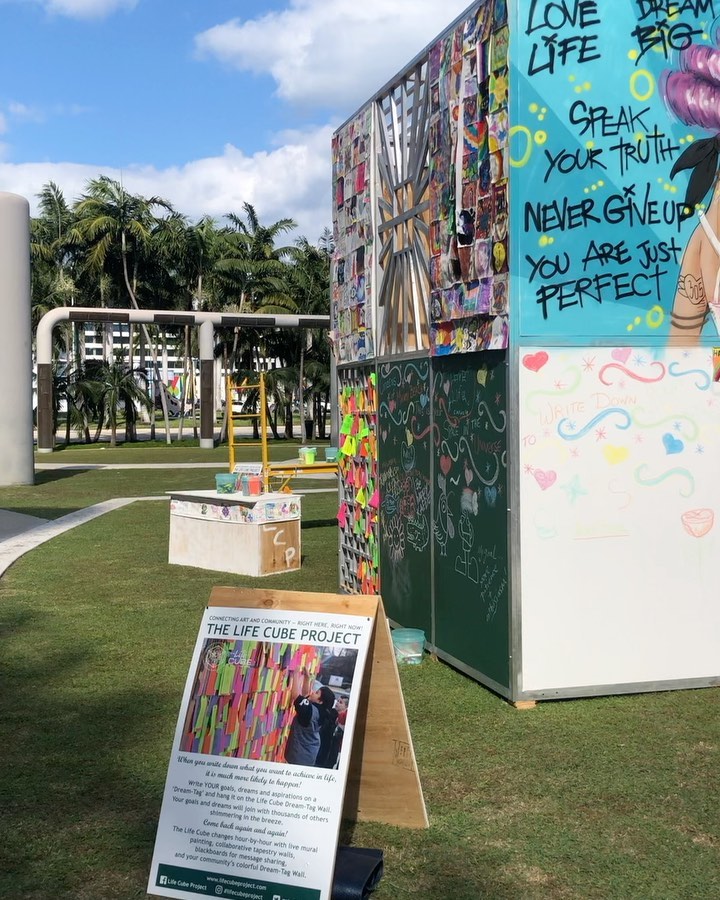 LOVE
LIFE
DREAM
BIG
SPEAK
YOUR TRUTH
NEVER GIVE UP
YOU ARE JUST
PERFECT
305
WRITE DOWN
TO
LCP
CONNECTING ART AND COMMUNITY — RIGHT HERE, RIGHT NOW!
THE LIFE CUBE PROJECT
CUBE
When you write down what you want to achieve in life,
it is much more likely to happen!
Write YOUR goals, dreams and aspirations on a
'Dream-Tag' and hang it on the Life Cube Dream-Tag Wall.
Your goals and dreams will join with thousands of others
shimmering in the breeze.
Come back again and again!
The Life Cube changes hour-by-hour with live mural
painting, collaborative tapestry walls,
blackboards for message sharing,
and your community's colorful Dream-Tag Wall.
www.lifecubeproject.com
Life Cube Project
@lifecubeproject